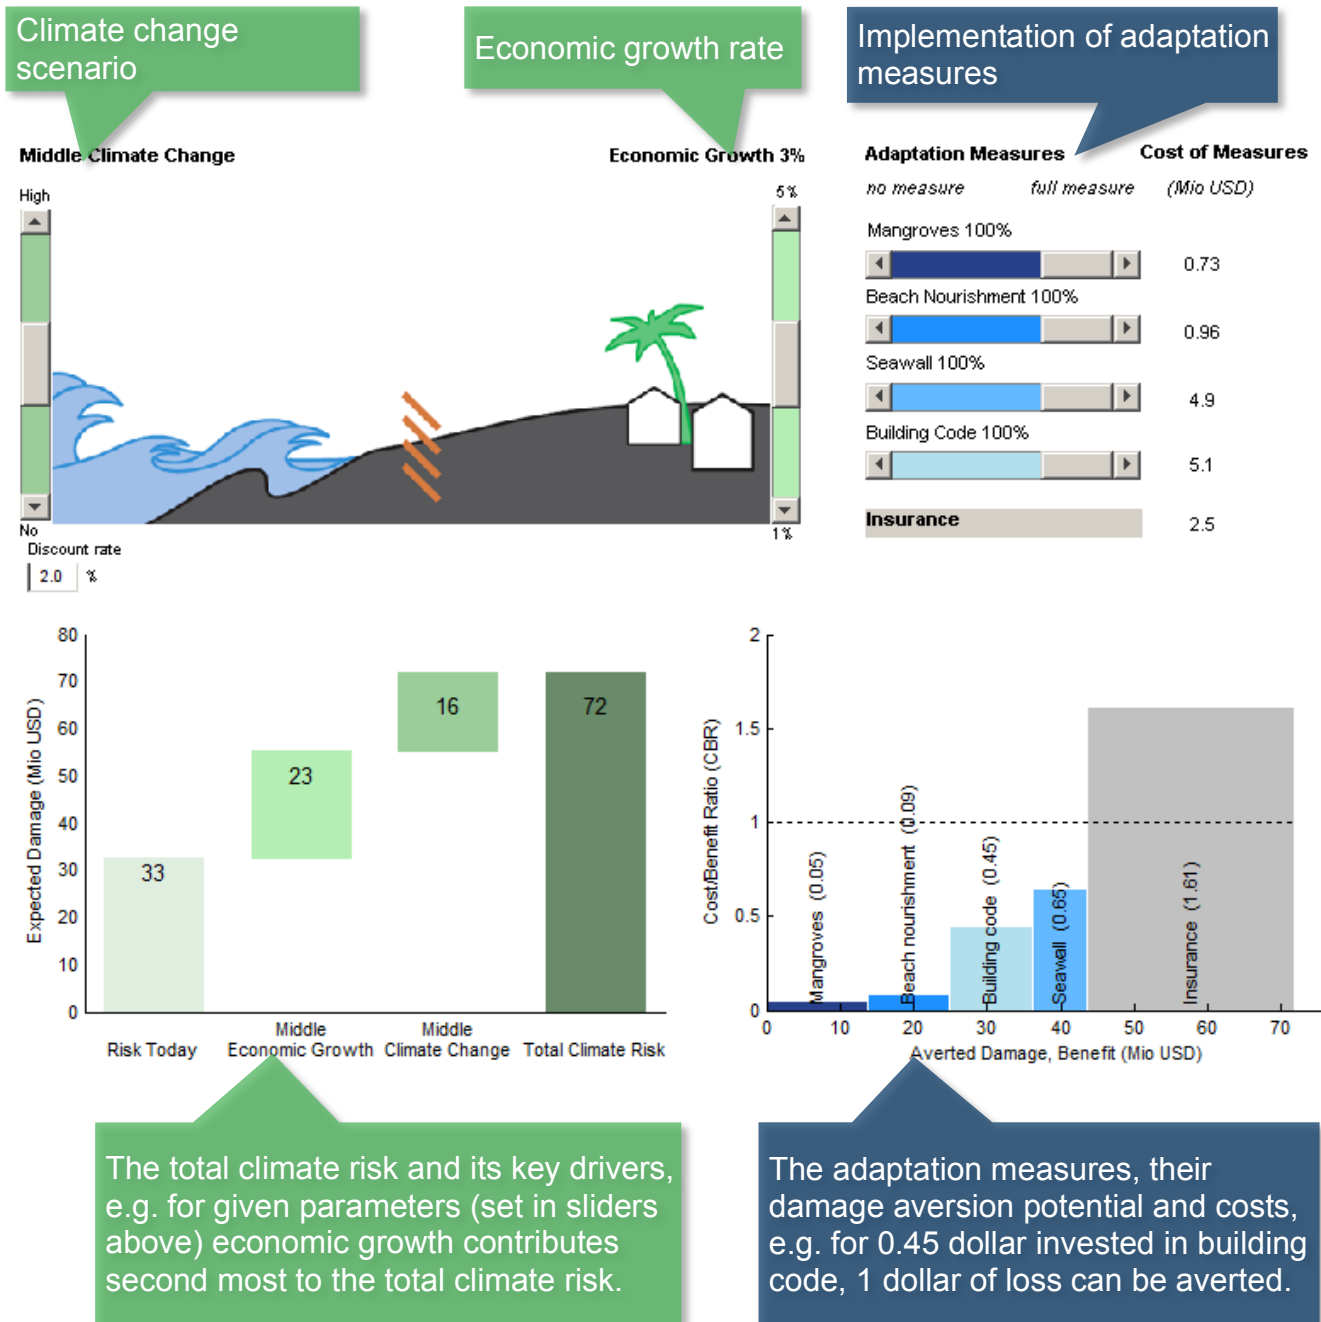 Climate change
scenario
Economic growth rate
Implementation of adaptation
measures
Middle Climate Change
Economic Growth 3%
Adaptation Measures
Cost of Measures
no measure
full measure
(Mio USD)
High
5 %
Mangroves 100%
0.73
Beach Nourishment 100%
0.96
Seawall 100%
4.9
Building Code 100%
5.1
Insurance
2.5
No
1 %
Discount rate
2.0 %
Expected Damage (Mio USD)
80
70
60
50
40
30
20
10
0
33
23
16
72
Risk Today
Middle
Economic Growth
Middle
Climate Change
Total Climate Risk
Cost/Benefit Ratio (CBR)
2
1.5
1
0.5
0
Mangroves (0.05)
Beach nourishment (0.09)
Building code (0.45)
Seawall (0.65)
Insurance (1.61)
0 10 20 30 40 50 60 70
Averted Damage, Benefit (Mio USD)
The total climate risk and its key drivers,
e.g. for given parameters (set in sliders
above) economic growth contributes
second most to the total climate risk.
The adaptation measures, their
damage aversion potential and costs,
e.g. for 0.45 dollar invested in building
code, 1 dollar of loss can be averted.